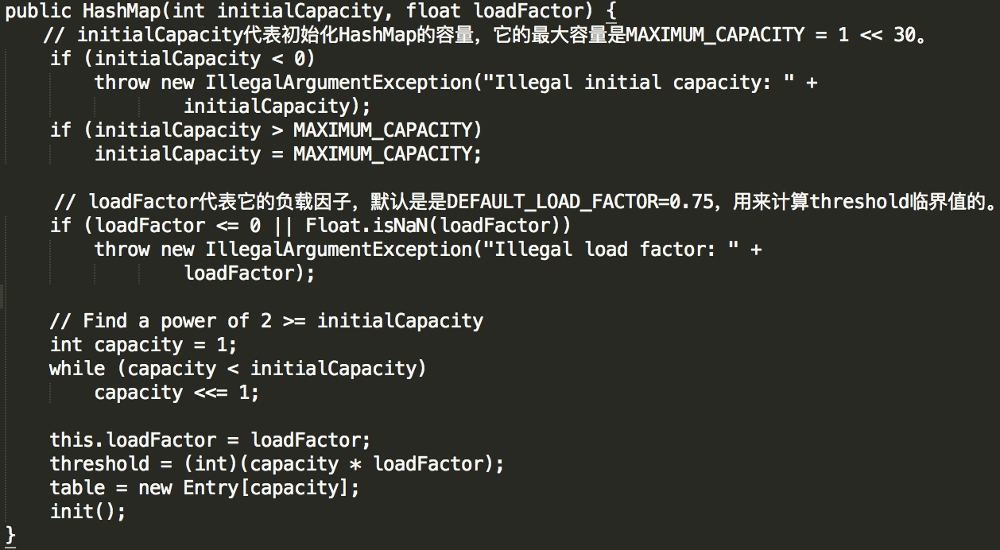 public HashMap(int initialCapacity, float loadFactor) {
// initialCapacity代表初始化HashMap的容量，它的最大容量是MAXIMUM_CAPACITY = 1 << 30。
if (initialCapacity < 0)
throw new IllegalArgumentException("Illegal initial capacity: " +
initialCapacity);
if (initialCapacity > MAXIMUM_CAPACITY)
initialCapacity = MAXIMUM_CAPACITY;
// loadFactor代表它的负载因子，默认是是DEFAULT_LOAD_FACTOR=0.75，用来计算threshold临界值的。
if (loadFactor <= 0 || Float.isNaN(loadFactor))
throw new IllegalArgumentException("Illegal load factor: " +
loadFactor);
// Find a power of 2 >= initialCapacity
int capacity = 1;
while (capacity < initialCapacity)
capacity <<= 1;
this.loadFactor = loadFactor;
threshold = (int)(capacity * loadFactor);
table = new Entry[capacity];
init();
}